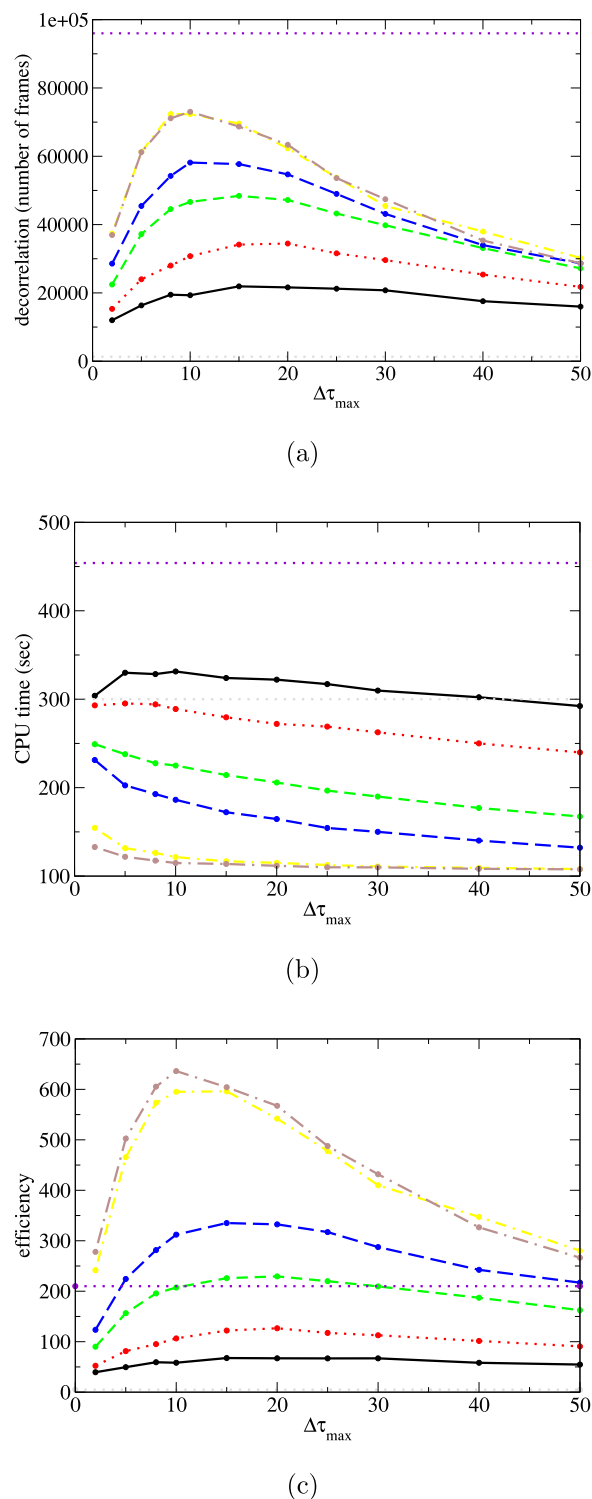 1e+05
80000
60000
40000
20000
0
decorrelation (number of frames)
0 10 20 30 40 50
Δτmax
(a)
500
400
300
200
100
CPU time (sec)
0 10 20 30 40 50
Δτmax
(b)
700
600
500
400
300
200
100
0
efficiency
0 10 20 30 40 50
Δτmax
(c)